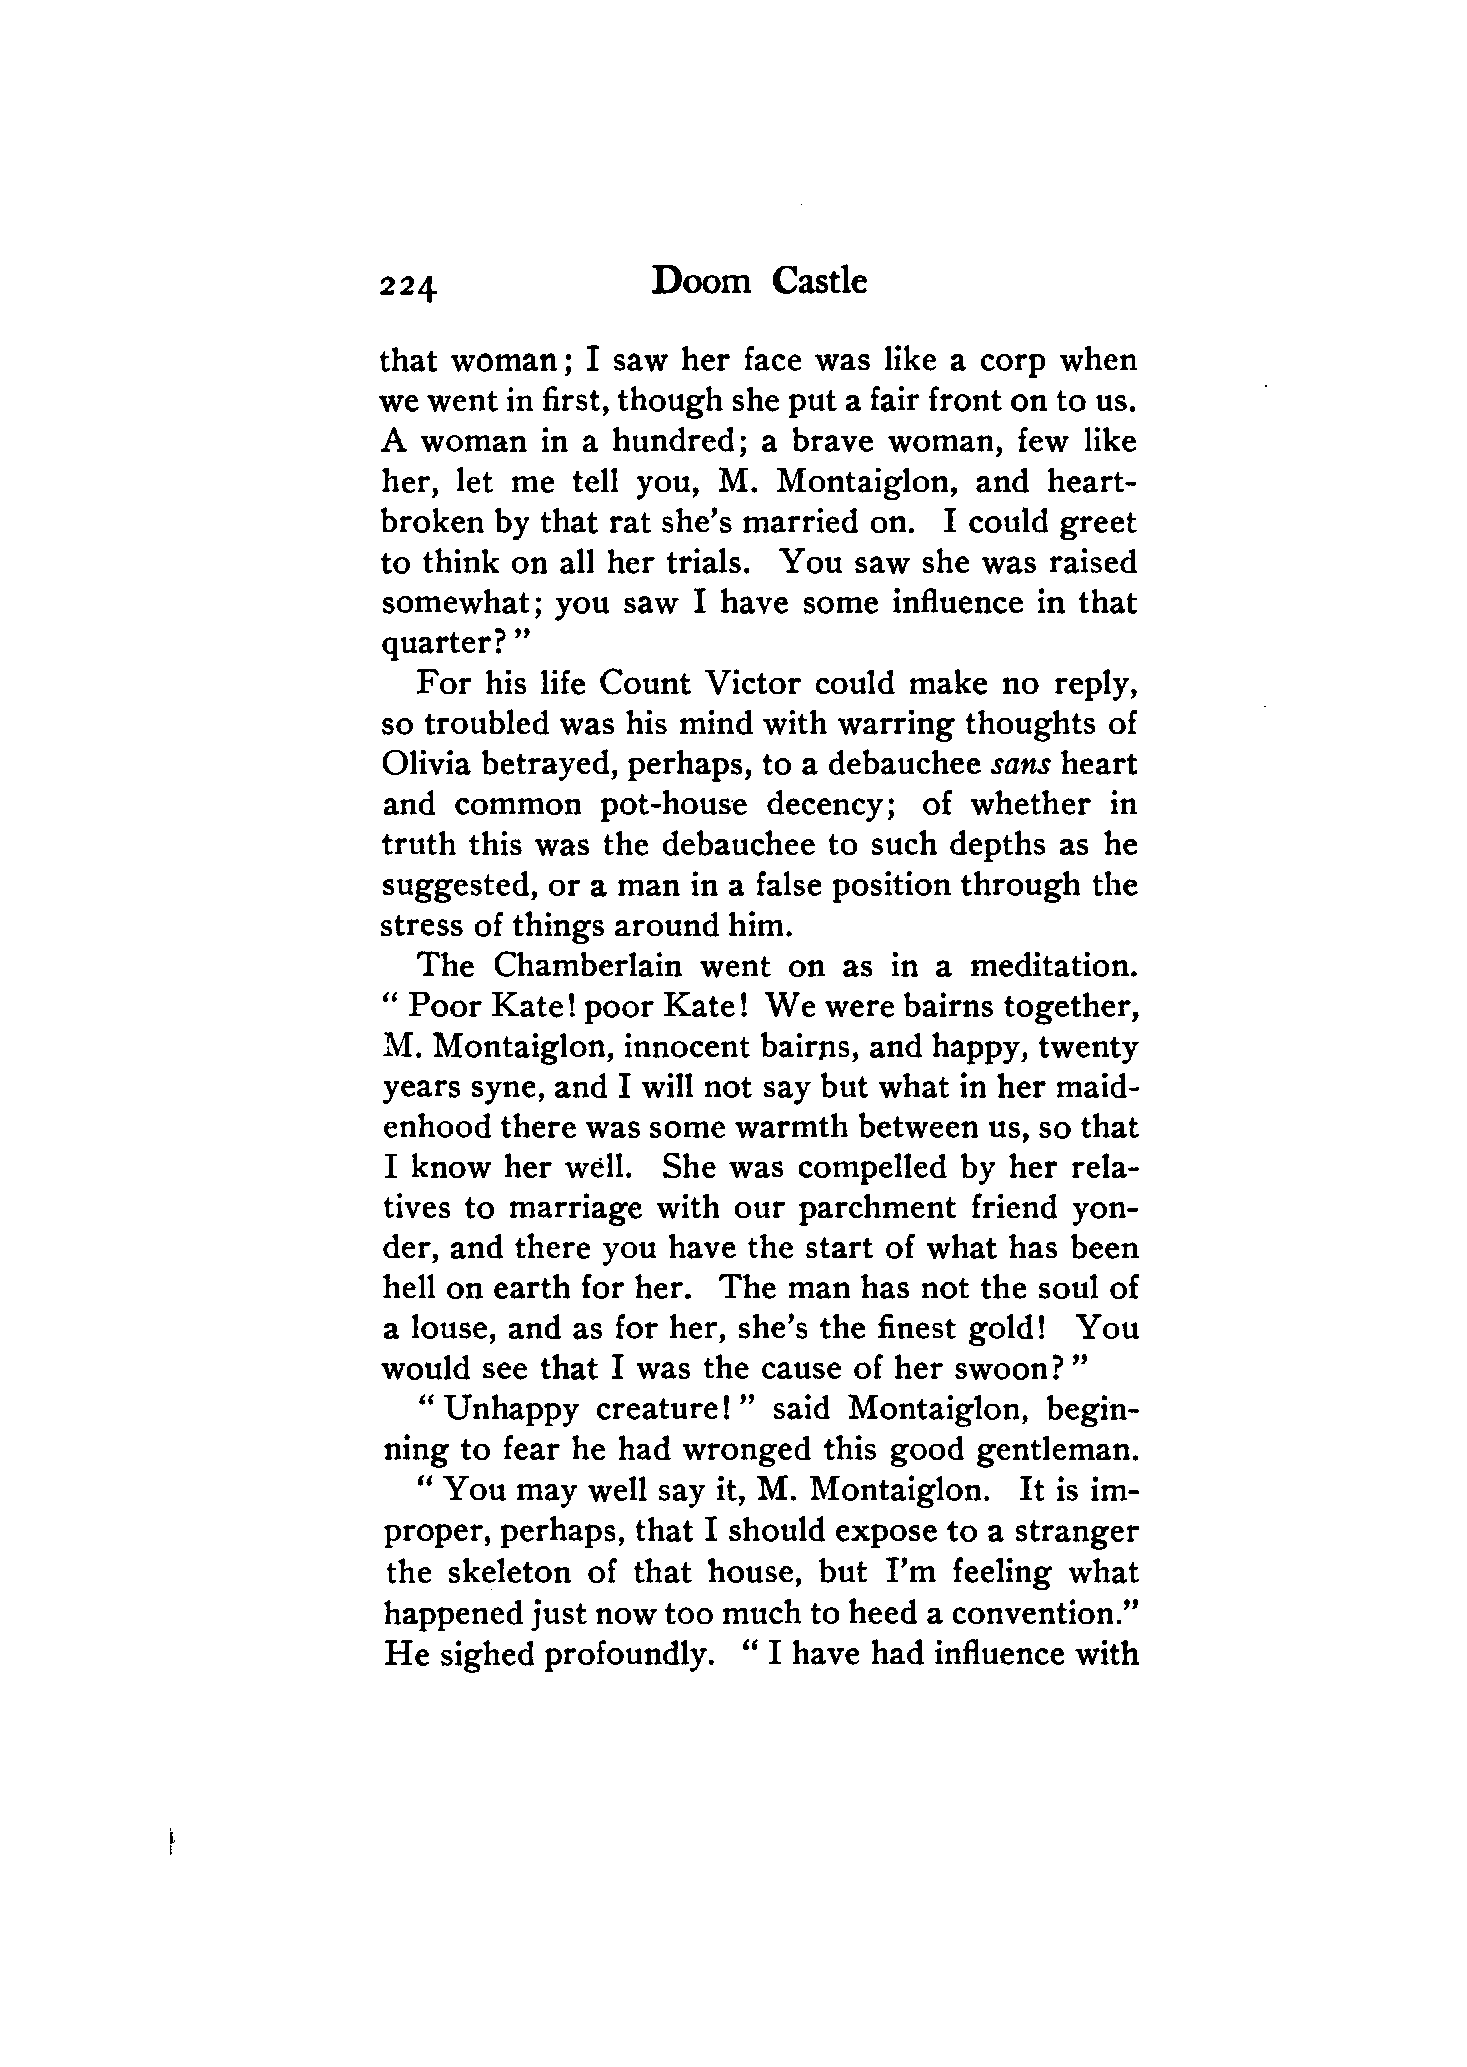 224 Doom Castle
that woman; I saw her face was like a corp when
we went in first, though she put a fair front on to us.
A woman in a hundred; a brave woman, few like
her, let me tell you, M. Montaiglon, and heart-
broken by that rat she's married on. I could greet
to think on all her trials. You saw she was raised
somewhat; you saw I have some influence in that
quarter?"
For his life Count Victor could make no reply,
so troubled was his mind with warring thoughts of
Olivia betrayed, perhaps, to a debauchee sans heart
and common pot-house decency; of whether in
truth this was the debauchee to such depths as he
suggested, or a man in a false position through the
stress of things around him.
The Chamberlain went on as in a meditation.
"Poor Kate! poor Kate! We were bairns together,
M. Montaiglon, innocent bairns, and happy, twenty
years syne, and I will not say but what in her maid-
enhood there was some warmth between us, so that
I know her well. She was compelled by her rela-
tives to marriage with our parchment friend yon-
der, and there you have the start of what has been
hell on earth for her. The man has not the soul of
a louse, and as for her, she's the finest gold! You
would see that I was the cause of her swoon?"
"Unhappy creature!" said Montaiglon, begin-
ning to fear he had wronged this good gentleman.
"You may well say it, M. Montaiglon. It is im-
proper, perhaps, that I should expose to a stranger
the skeleton of that house, but I'm feeling what
happened just now too much to heed a convention."
He sighed profoundly. "I have had influence with